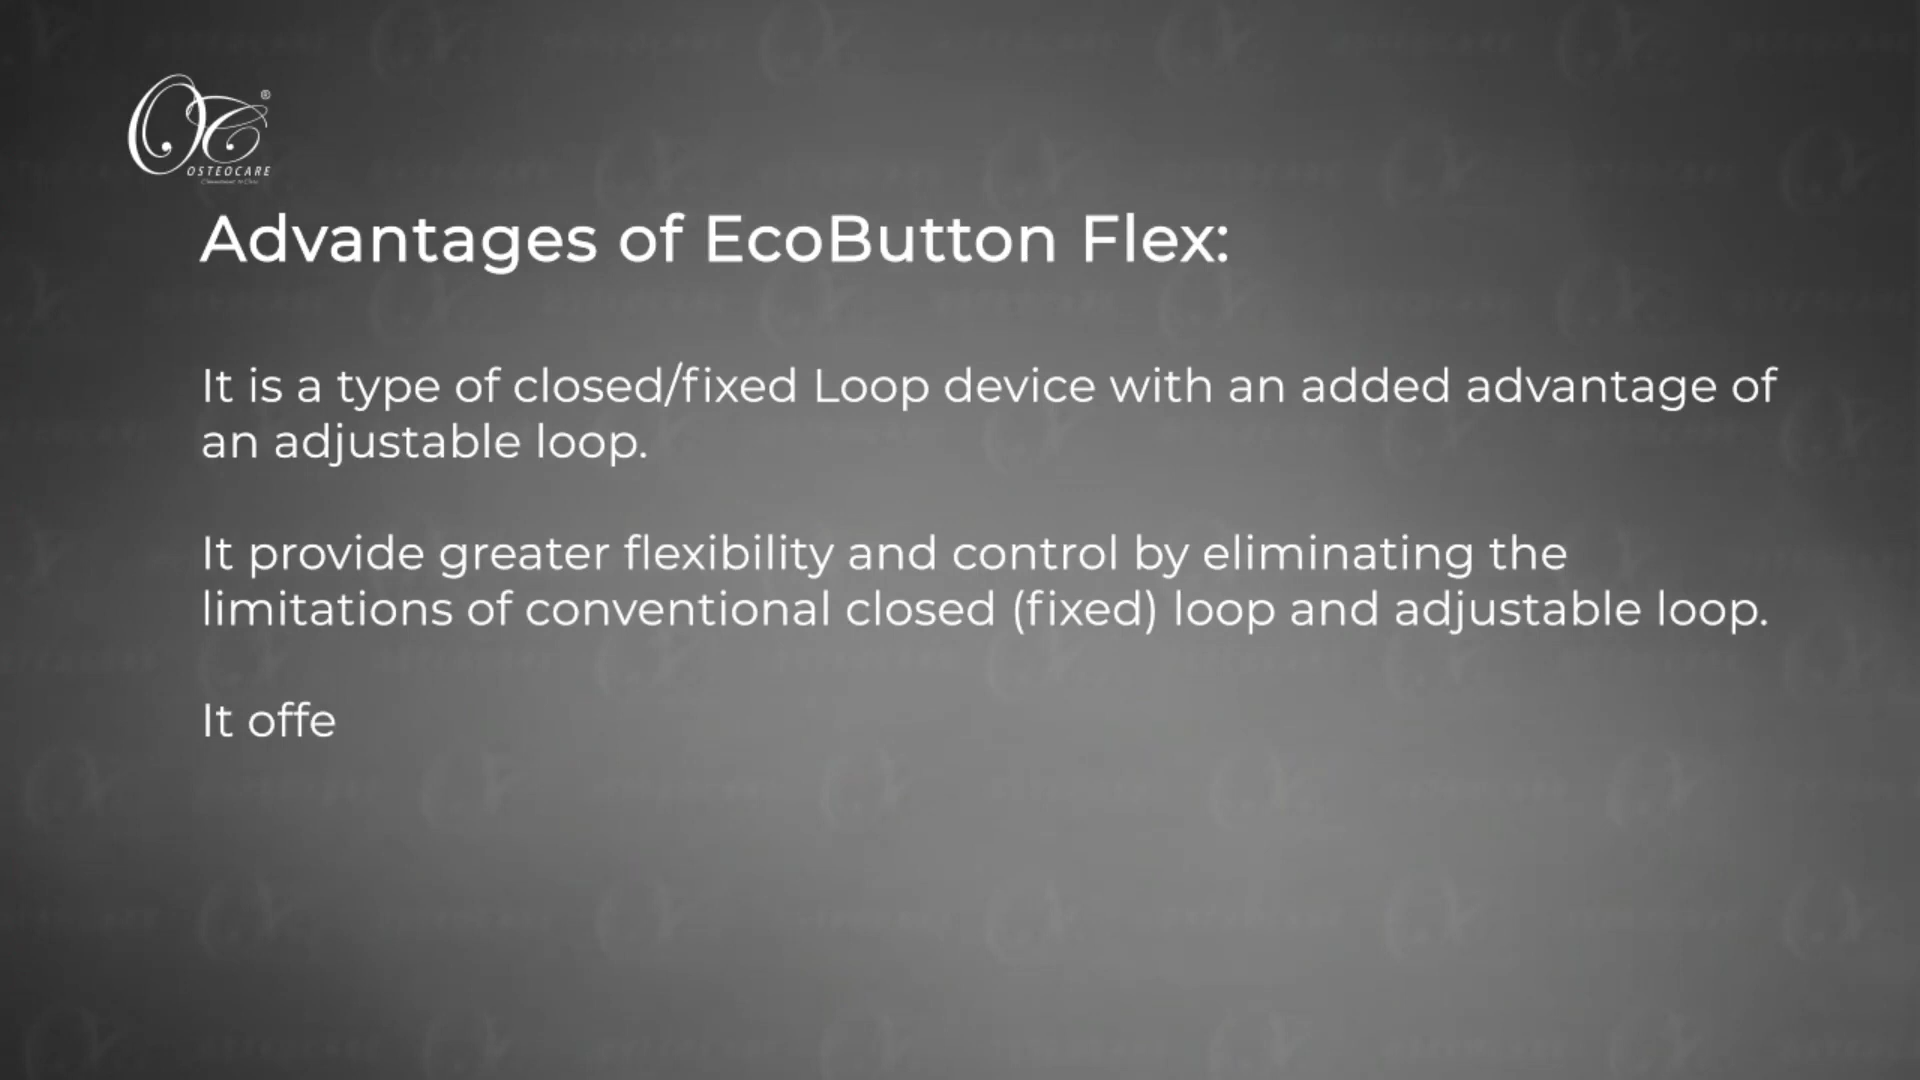 OC®
OSTEOCARE
Advantages of EcoButton Flex:
It is a type of closed/fixed Loop device with an added advantage of
an adjustable loop.
It provide greater flexibility and control by eliminating the
limitations of conventional closed (fixed) loop and adjustable loop.
It offe